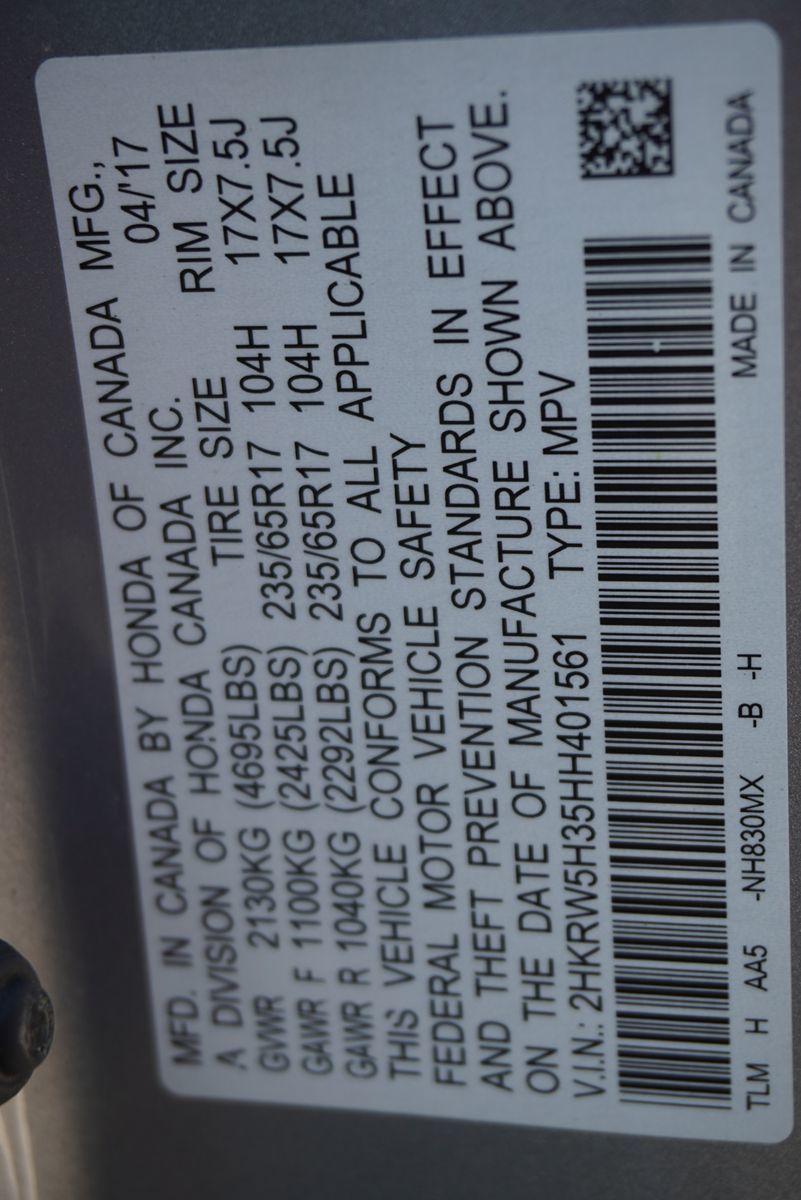 MFD. IN CANADA BY HONDA OF CANADA MFG.,
A DIVISION OF HONDA CANADA INC. 04/'17
TIRE SIZE RIM SIZE
GVWR 2130KG (4695LBS)
GAWR F 1100KG (2425LBS) 235/65R17 104H 17X7.5J
GAWR R 1040KG (2292LBS) 235/65R17 104H 17X7.5J
THIS VEHICLE CONFORMS TO ALL APPLICABLE
FEDERAL MOTOR VEHICLE SAFETY
AND THEFT PREVENTION STANDARDS IN EFFECT
ON THE DATE OF MANUFACTURE SHOWN ABOVE.
V.I.N.: 2HKRW5H35HH401561 TYPE: MPV
TLM H AA5 -NH830MX -B -H MADE IN CANADA